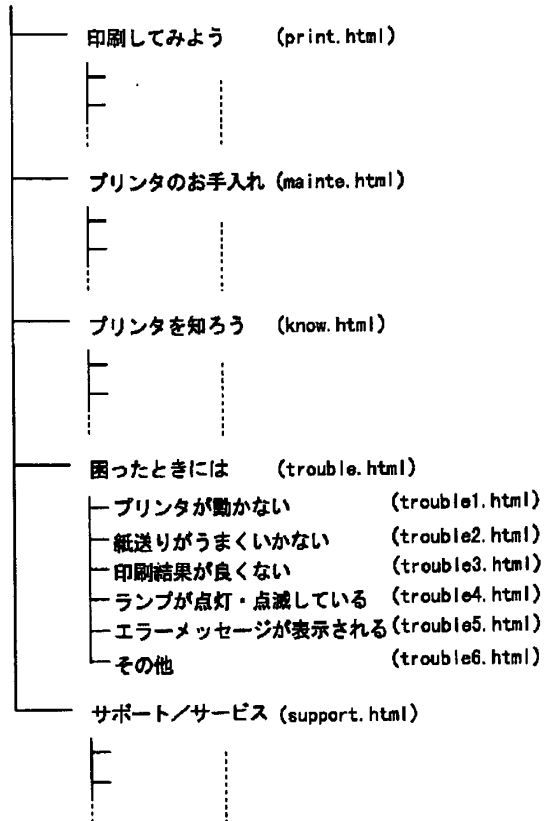 印刷してみよう (print.html)
プリンタのお手入れ (mainte.html)
プリンタを知ろう (know.html)
困ったときには (trouble.html)
プリンタが動かない (trouble1.html)
紙送りがうまくいかない (trouble2.html)
印刷結果が良くない (trouble3.html)
ランプが点灯・点滅している (trouble4.html)
エラーメッセージが表示される (trouble5.html)
その他 (trouble6.html)
サポート／サービス (support.html)